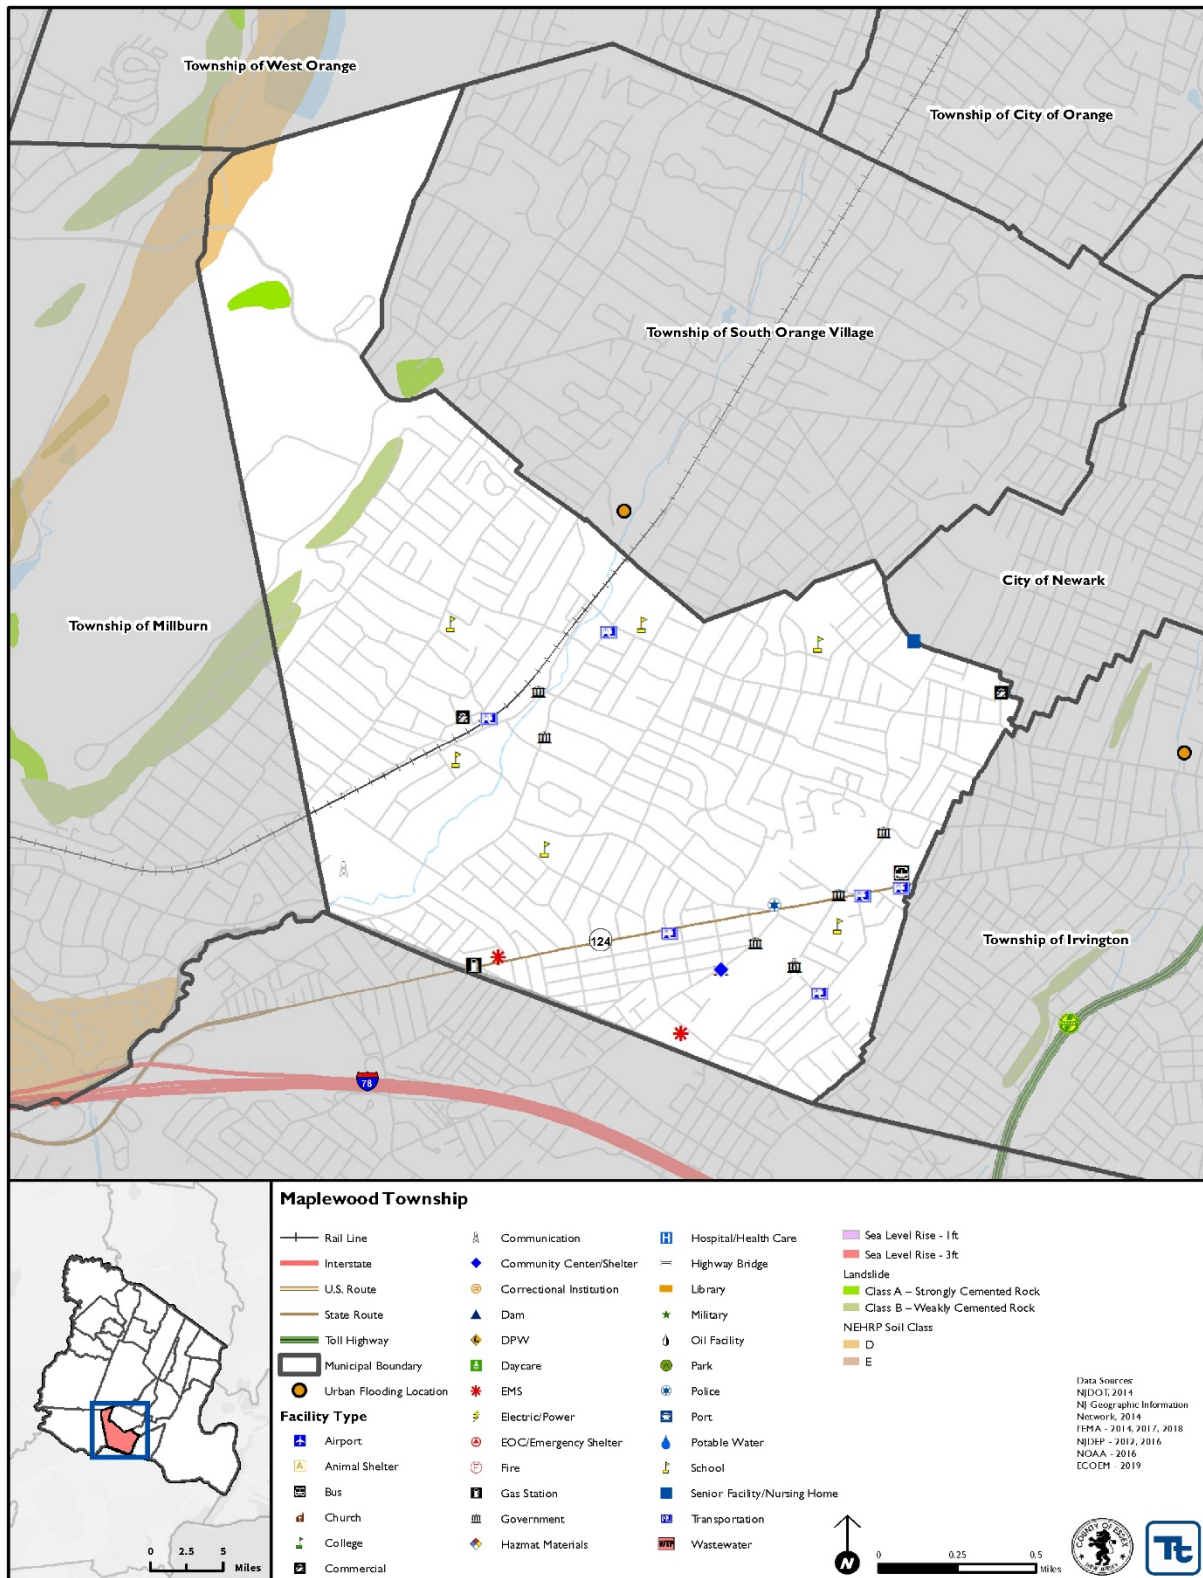 Township of West Orange
Township of City of Orange
Township of South Orange Village
City of Newark
Township of Millburn
124
Township of Irvington
78
Maplewood Township
Rail Line
Interstate
U.S. Route
State Route
Toll Highway
Municipal Boundary
Urban Flooding Location
Facility Type
Airport
A Animal Shelter
Bus
Church
College
Commercial
Communication
Community Center/Shelter
Correctional Institution
Dam
DPW
Daycare
EMS
Electric/Power
EOC/Emergency Shelter
F Fire
Gas Station
Government
Hazmat Materials
H Hospital/Health Care
Highway Bridge
Library
Military
Oil Facility
Park
Police
Port
Potable Water
School
Senior Facility/Nursing Home
Transportation
WTP Wastewater
Sea Level Rise - 1ft
Sea Level Rise - 3ft
Landslide
Class A – Strongly Cemented Rock
Class B – Weakly Cemented Rock
NEHRP Soil Class
D
E
Data Sources:
NJDOT, 2014
NJ Geographic Information
Network, 2014
FEMA - 2014, 2017, 2018
NJDEP - 2012, 2016
NOAA - 2016
ECOEM - 2019
0 2.5 5
Miles
N
0 0.25 0.5
Miles
COUNTY OF ESSEX
NEW JERSEY
Tt